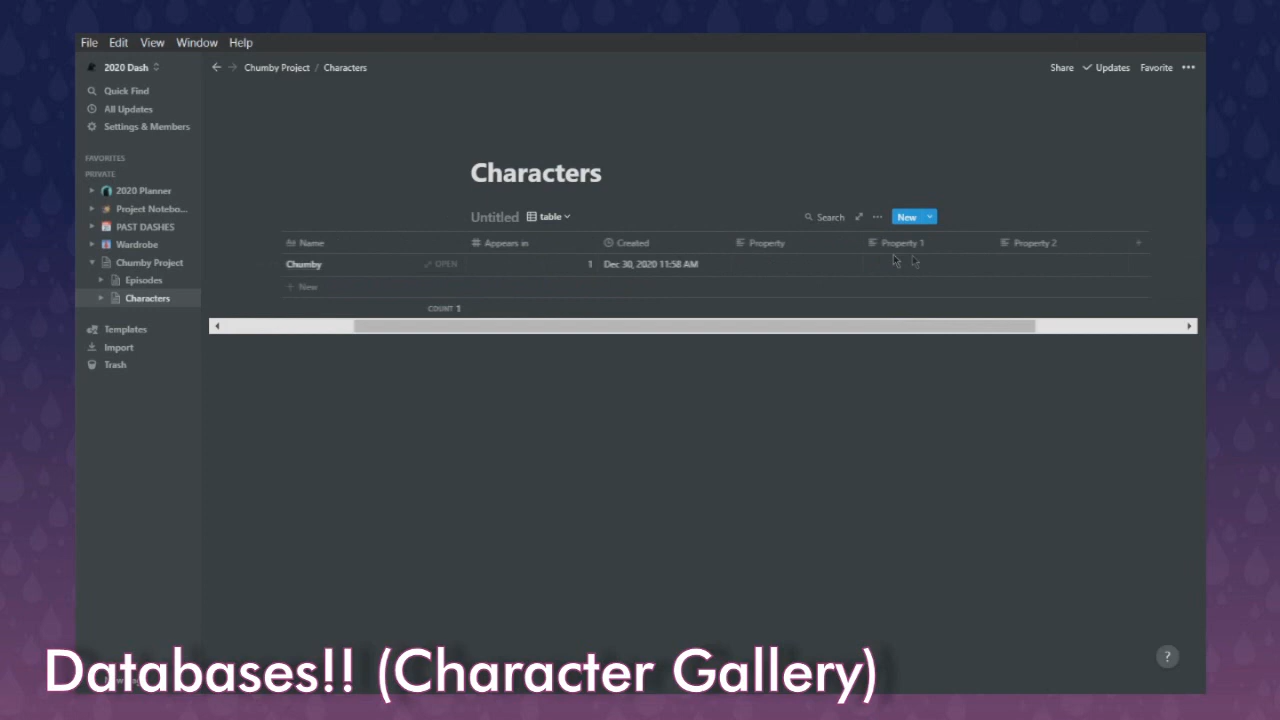 File Edit View Window Help
2020 Dash
Chumby Project / Characters
Share Updates Favorite
Quick Find
All Updates
Settings & Members
FAVORITES
PRIVATE
2020 Planner
Project Notebo...
PAST DASHES
Wardrobe
Chumby Project
Episodes
Characters
Templates
Import
Trash
Characters
Untitled table
Search New
Name Appears in Created Property Property 1 Property 2
Chumby OPEN 1 Dec 30, 2020 11:58 AM
New
COUNT 1
?
Databases!! (Character Gallery)